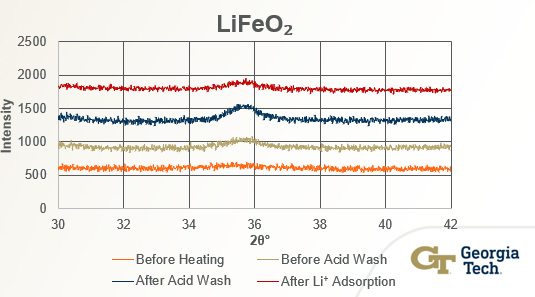 LiFeO₂
2500
2000
1500
1000
500
0
Intensity
30 32 34 36 38 40 42
2θ°
Before Heating Before Acid Wash
After Acid Wash After Li⁺ Adsorption
GT Georgia
Tech.